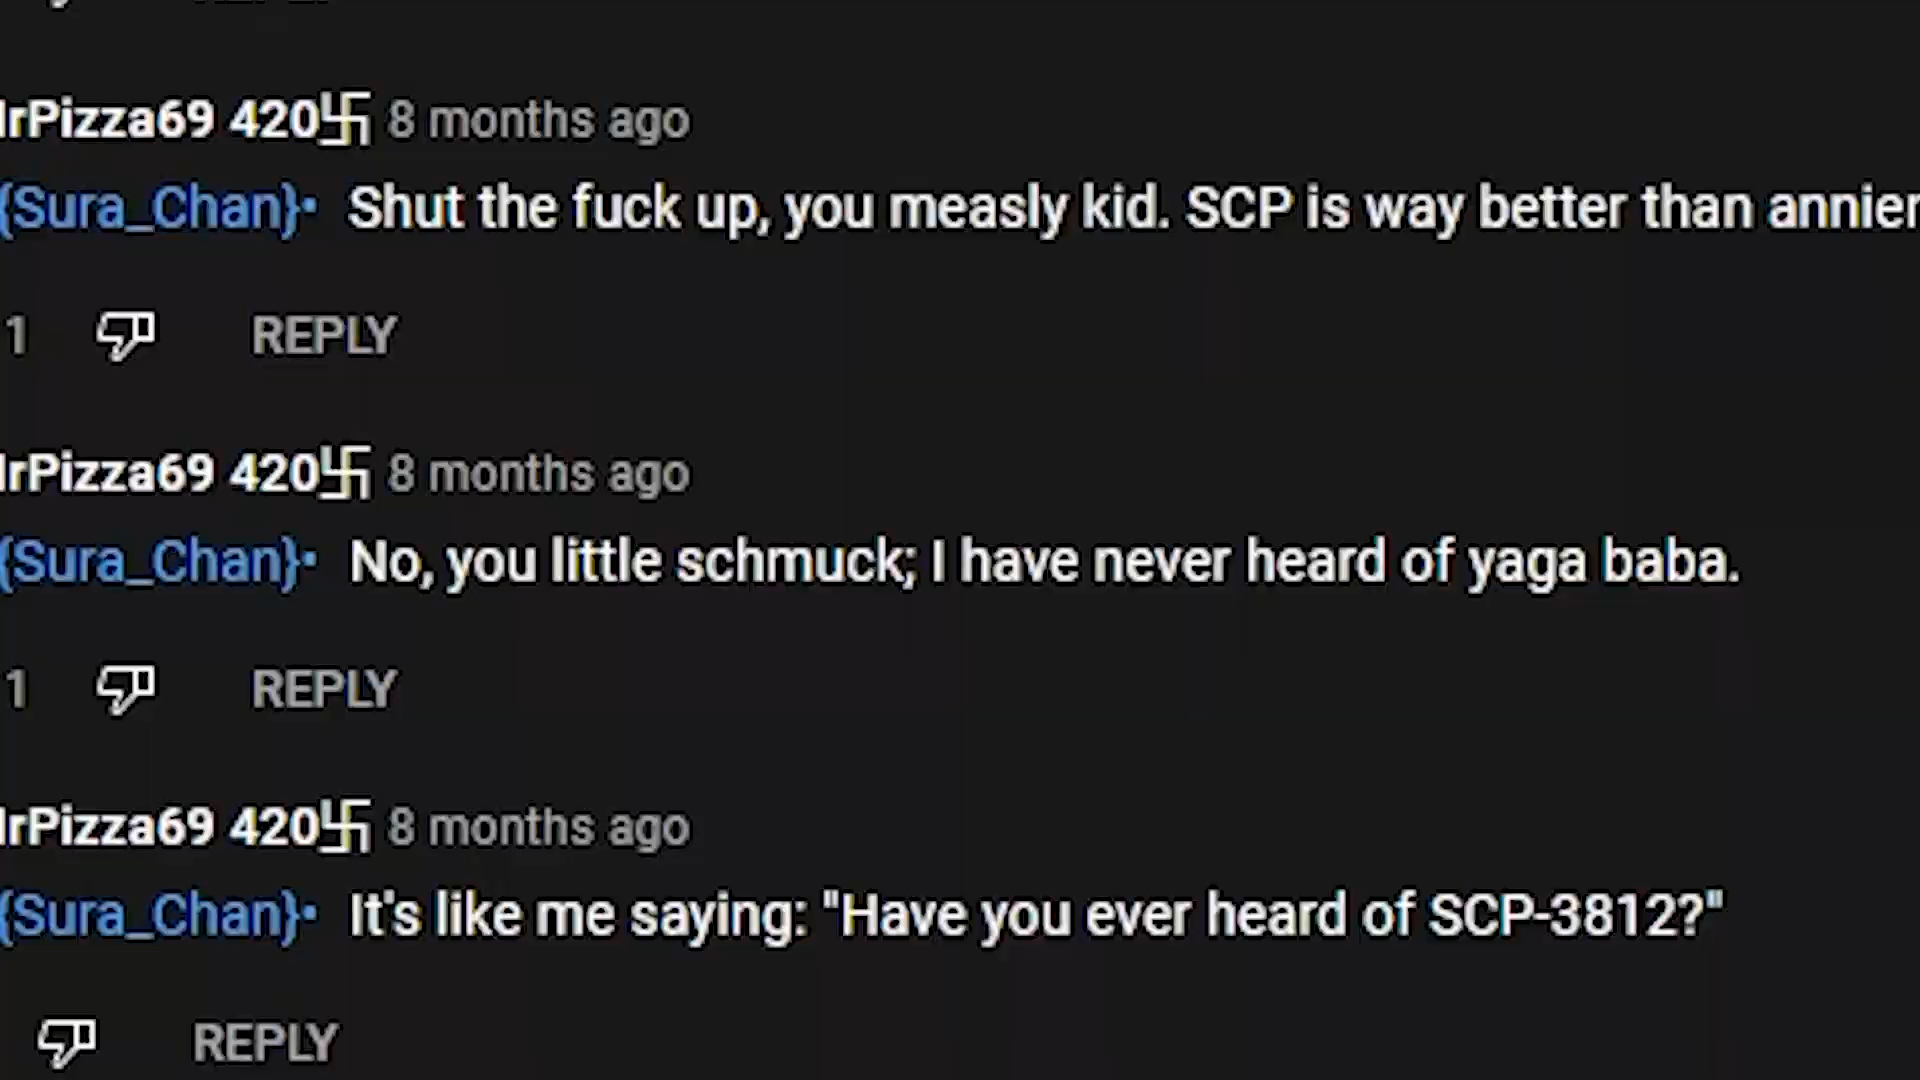 IrPizza69 420卐 8 months ago
{Sura_Chan}• Shut the fuck up, you measly kid. SCP is way better than
1 REPLY
IrPizza69 420卐 8 months ago
{Sura_Chan}• No, you little schmuck; I have never heard of yaga baba.
1 REPLY
IrPizza69 420卐 8 months ago
{Sura_Chan}• It's like me saying: "Have you ever heard of SCP-3812?"
REPLY